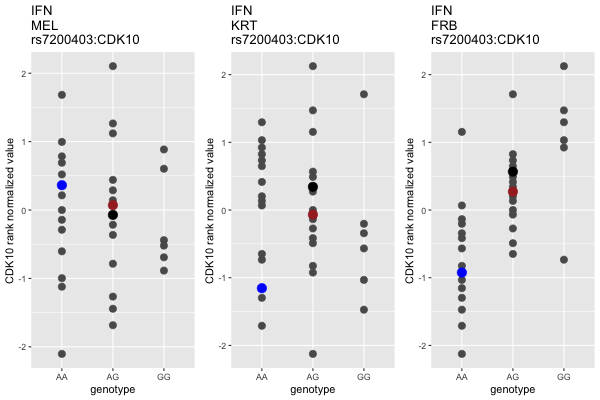 IFN
MEL
rs7200403:CDK10
CDK10 rank normalized value
2
1
0
-1
-2
AA
AG
GG
genotype
IFN
KRT
rs7200403:CDK10
CDK10 rank normalized value
2
1
0
-1
-2
AA
AG
GG
genotype
IFN
FRB
rs7200403:CDK10
CDK10 rank normalized value
2
1
0
-1
-2
AA
AG
GG
genotype